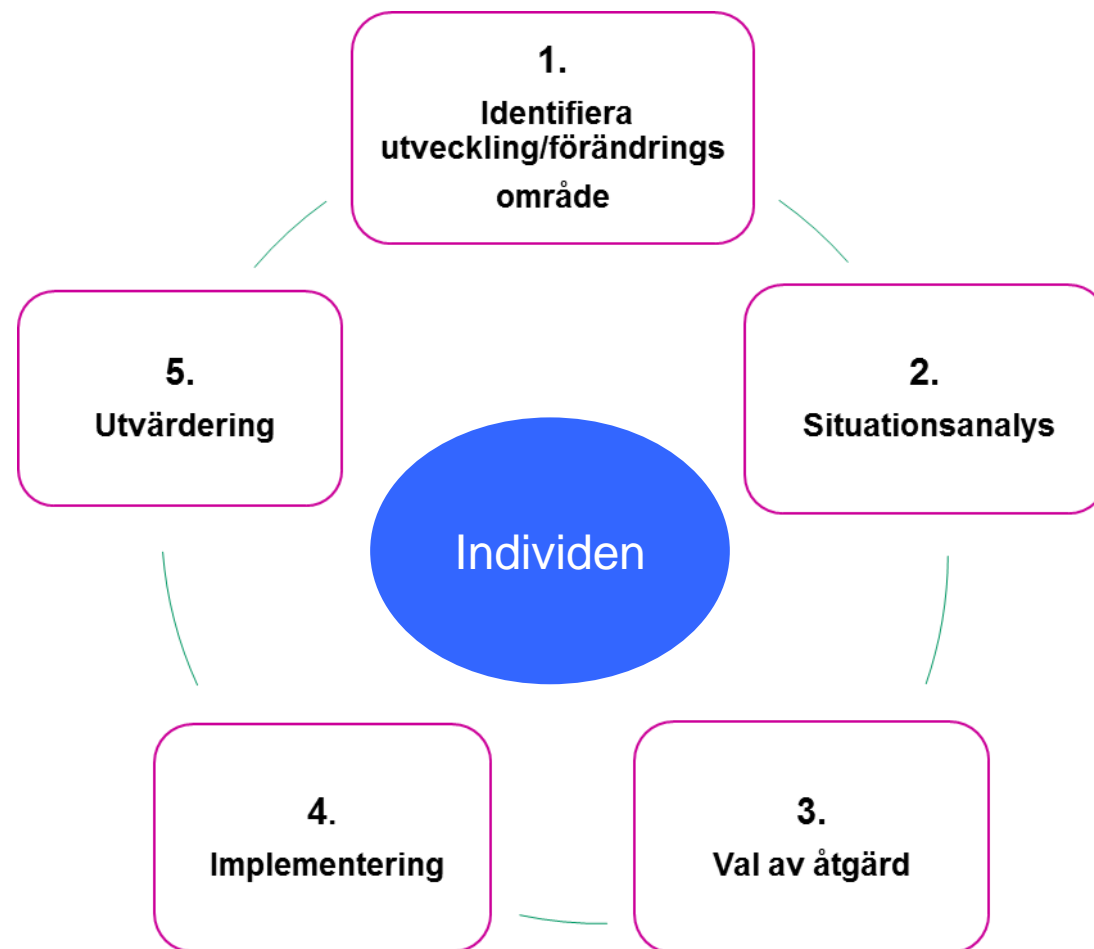 1.
Identifiera
utveckling/förändrings
område
2.
Situationsanalys
3.
Val av åtgärd
4.
Implementering
5.
Utvärdering
Individen